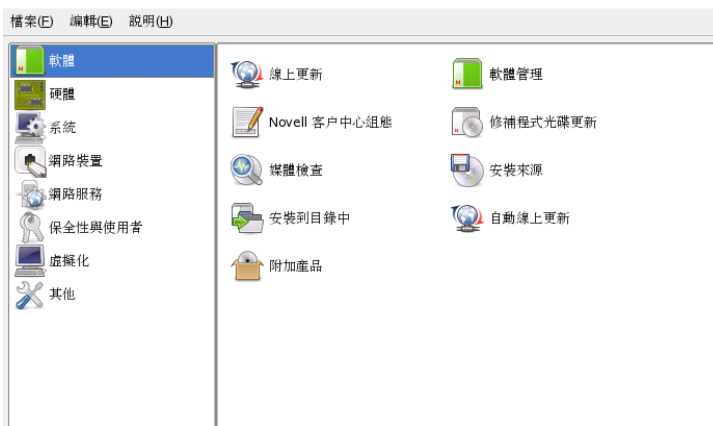 檔案(F) 編輯(E) 說明(H)
軟體
硬體
系統
網路裝置
網路服務
保全性與使用者
虛擬化
其他
線上更新
軟體管理
Novell 客戶中心組態
修補程式光碟更新
媒體檢查
安裝來源
安裝到目錄中
自動線上更新
附加產品